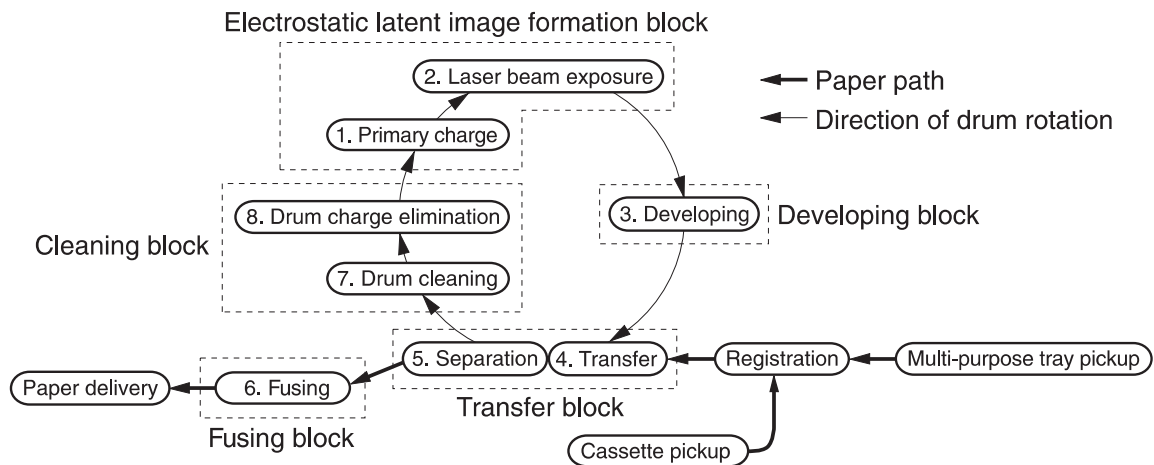 Electrostatic latent image formation block
2. Laser beam exposure
Paper path
Direction of drum rotation
1. Primary charge
8. Drum charge elimination
3. Developing
Developing block
Cleaning block
7. Drum cleaning
5. Separation
4. Transfer
Registration
Multi-purpose tray pickup
Paper delivery
6. Fusing
Transfer block
Fusing block
Cassette pickup